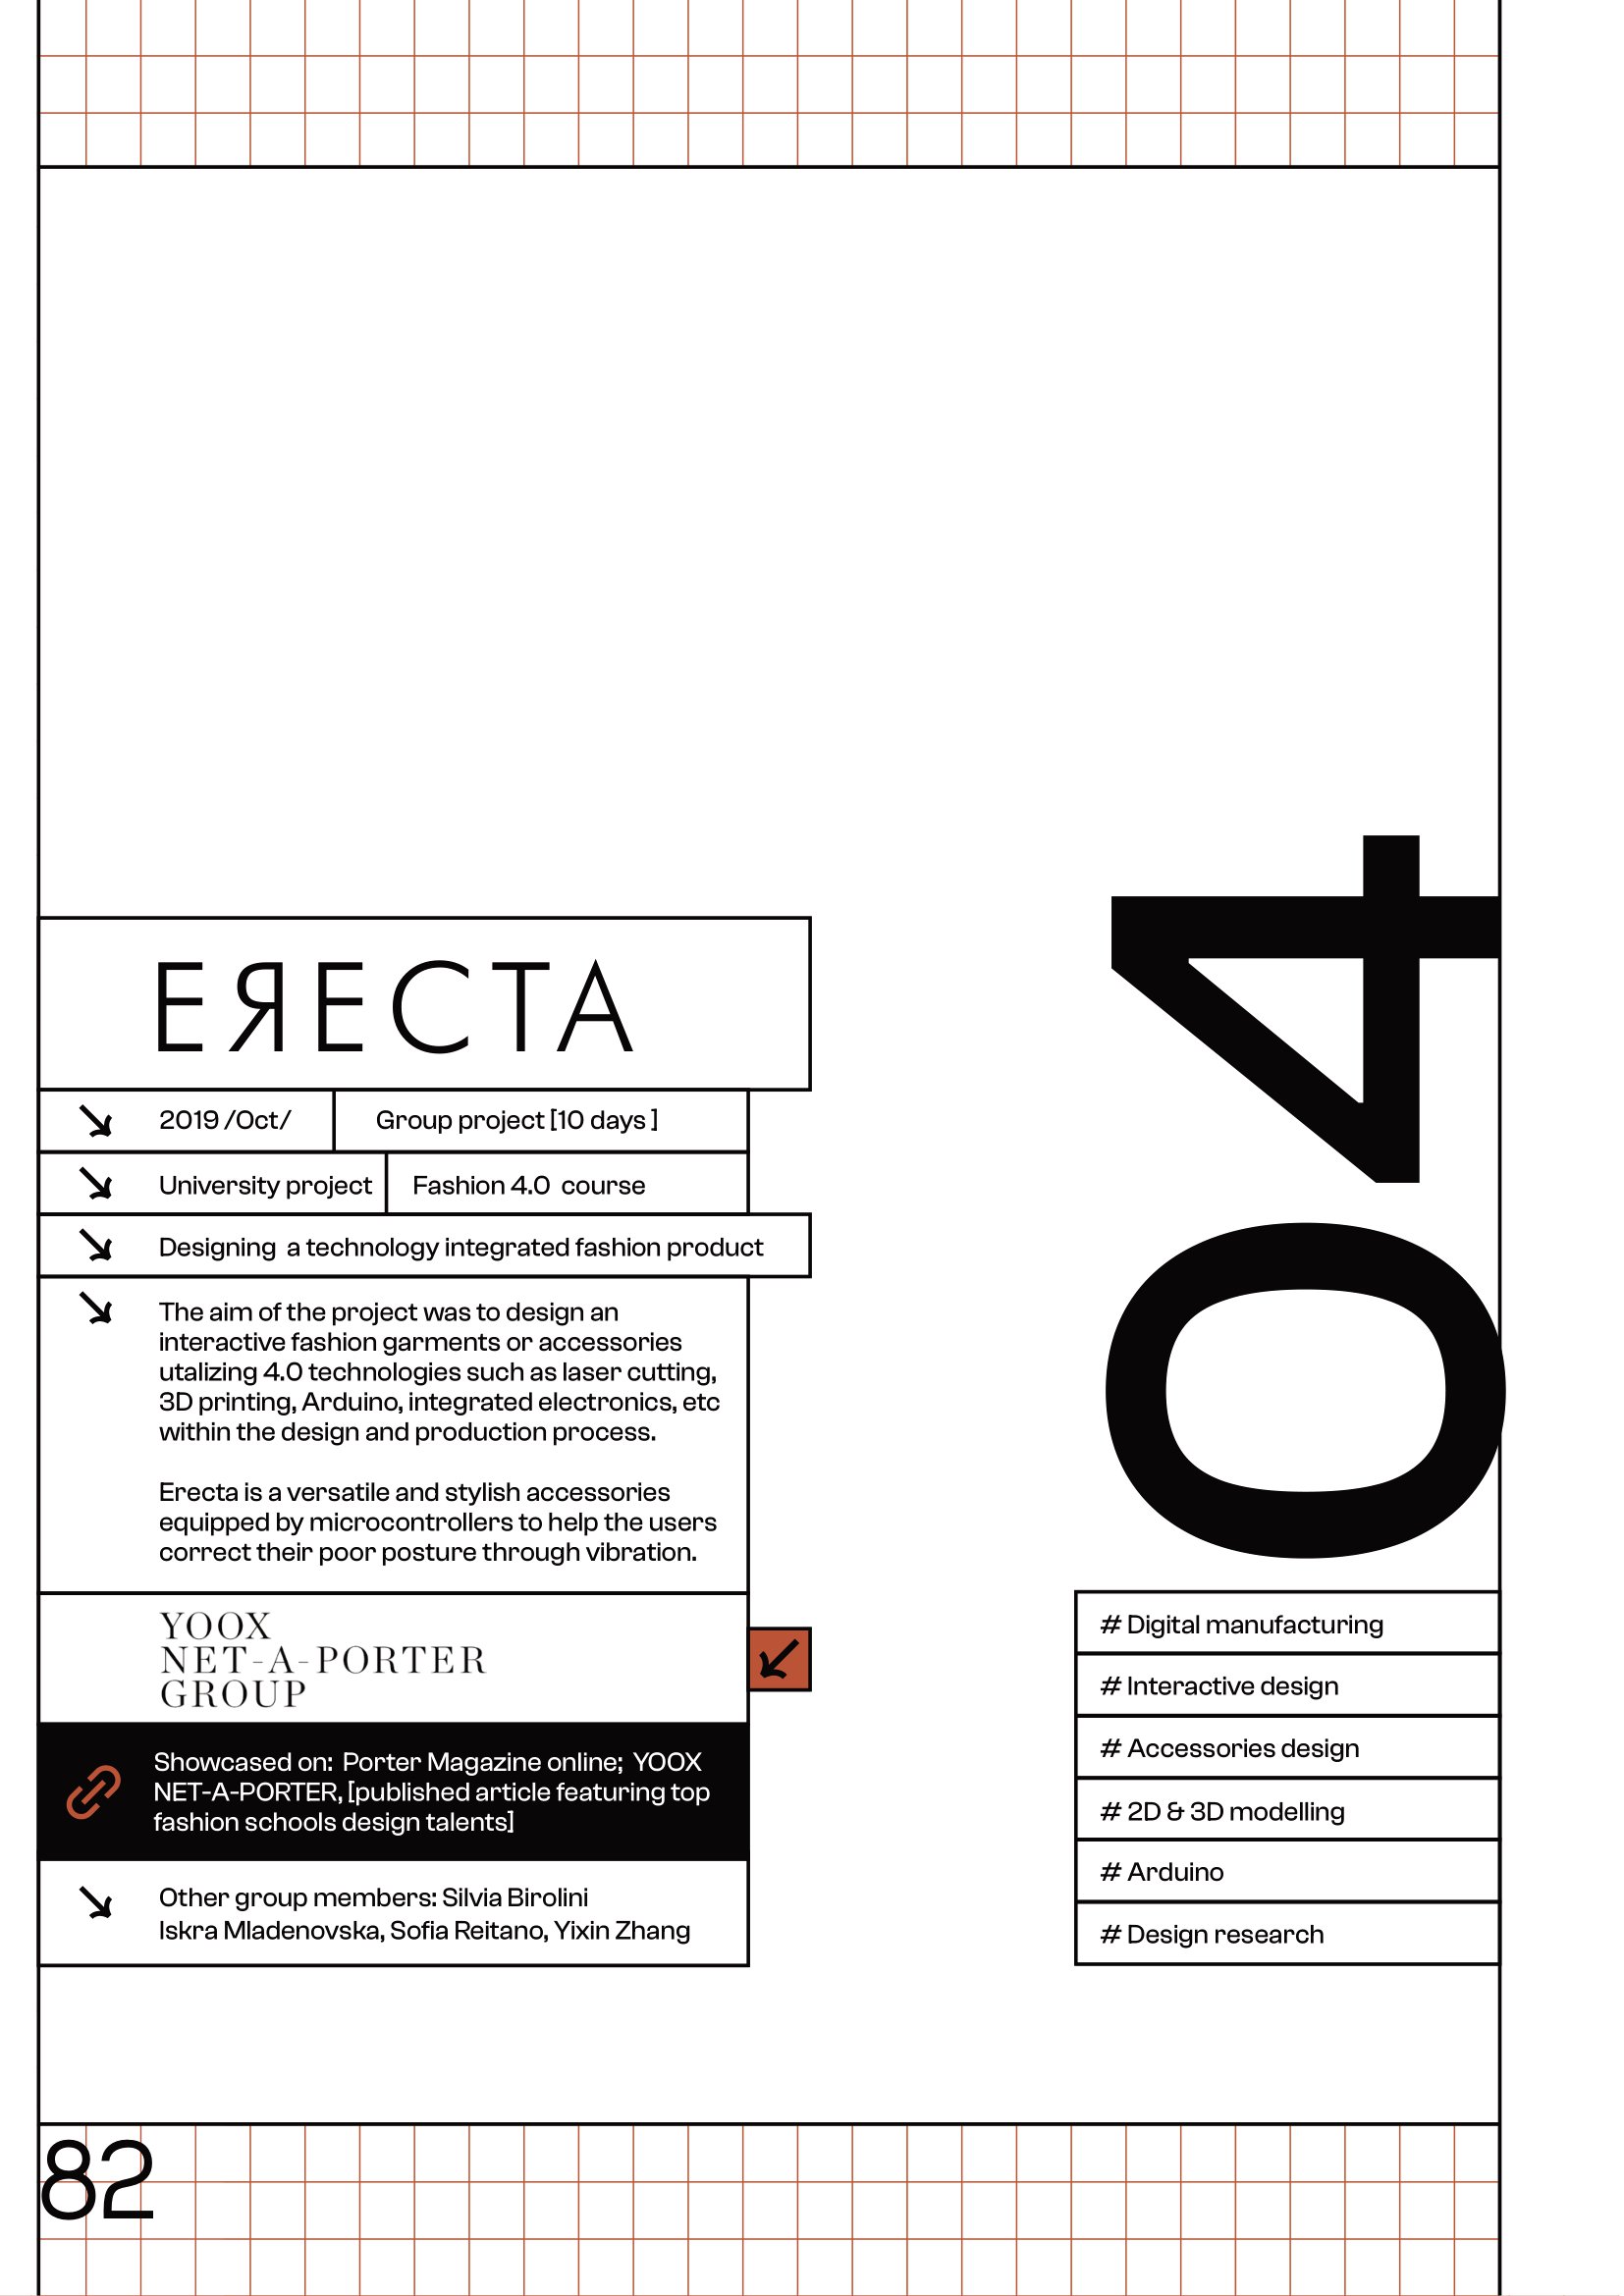 EЯECTA
2019 /Oct/
Group project [10 days ]
University project
Fashion 4.0  course
Designing  a technology integrated fashion product
The aim of the project was to design an
interactive fashion garments or accessories
utalizing 4.0 technologies such as laser cutting,
3D printing, Arduino, integrated electronics, etc
within the design and production process.
Erecta is a versatile and stylish accessories
equipped by microcontrollers to help the users
correct their poor posture through vibration.
YOOX
NET-A-PORTER
GROUP
Showcased on:  Porter Magazine online;  YOOX
NET-A-PORTER, [published article featuring top
fashion schools design talents]
Other group members: Silvia Birolini
Iskra Mladenovska, Sofia Reitano, Yixin Zhang
04
# Digital manufacturing
# Interactive design
# Accessories design
# 2D & 3D modelling
# Arduino
# Design research
82